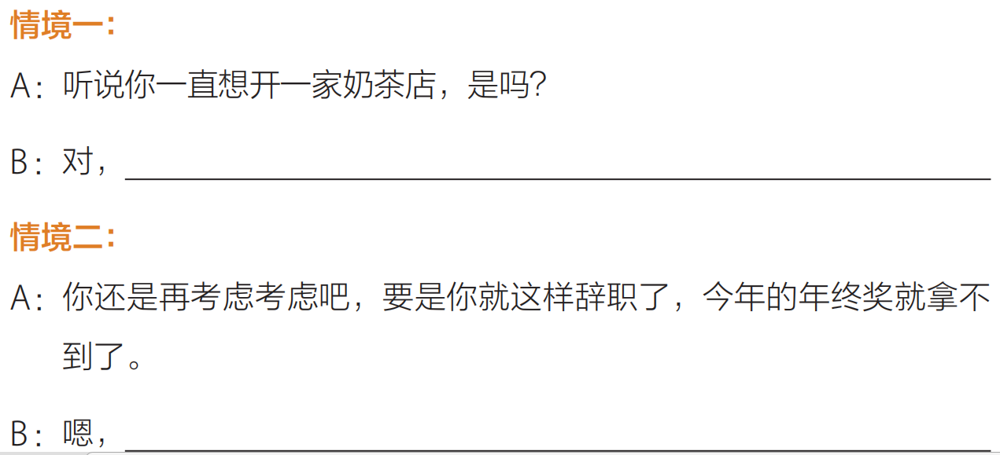 情境一：
A：听说你一直想开一家奶茶店，是吗？
B：对，
情境二：
A：你还是再考虑考虑吧，要是你就这样辞职了，今年的年终奖就拿不
到了。
B：嗯，